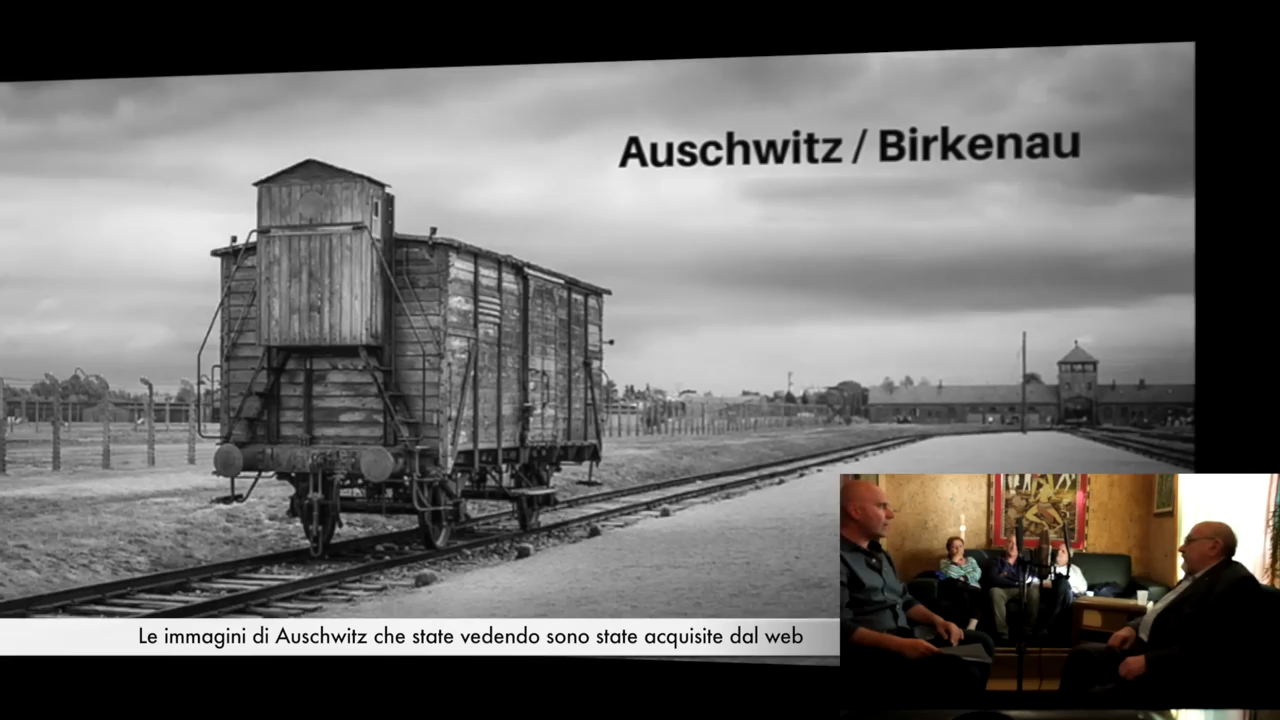 Auschwitz / Birkenau
Le immagini di Auschwitz che state vedendo sono state acquisite dal web